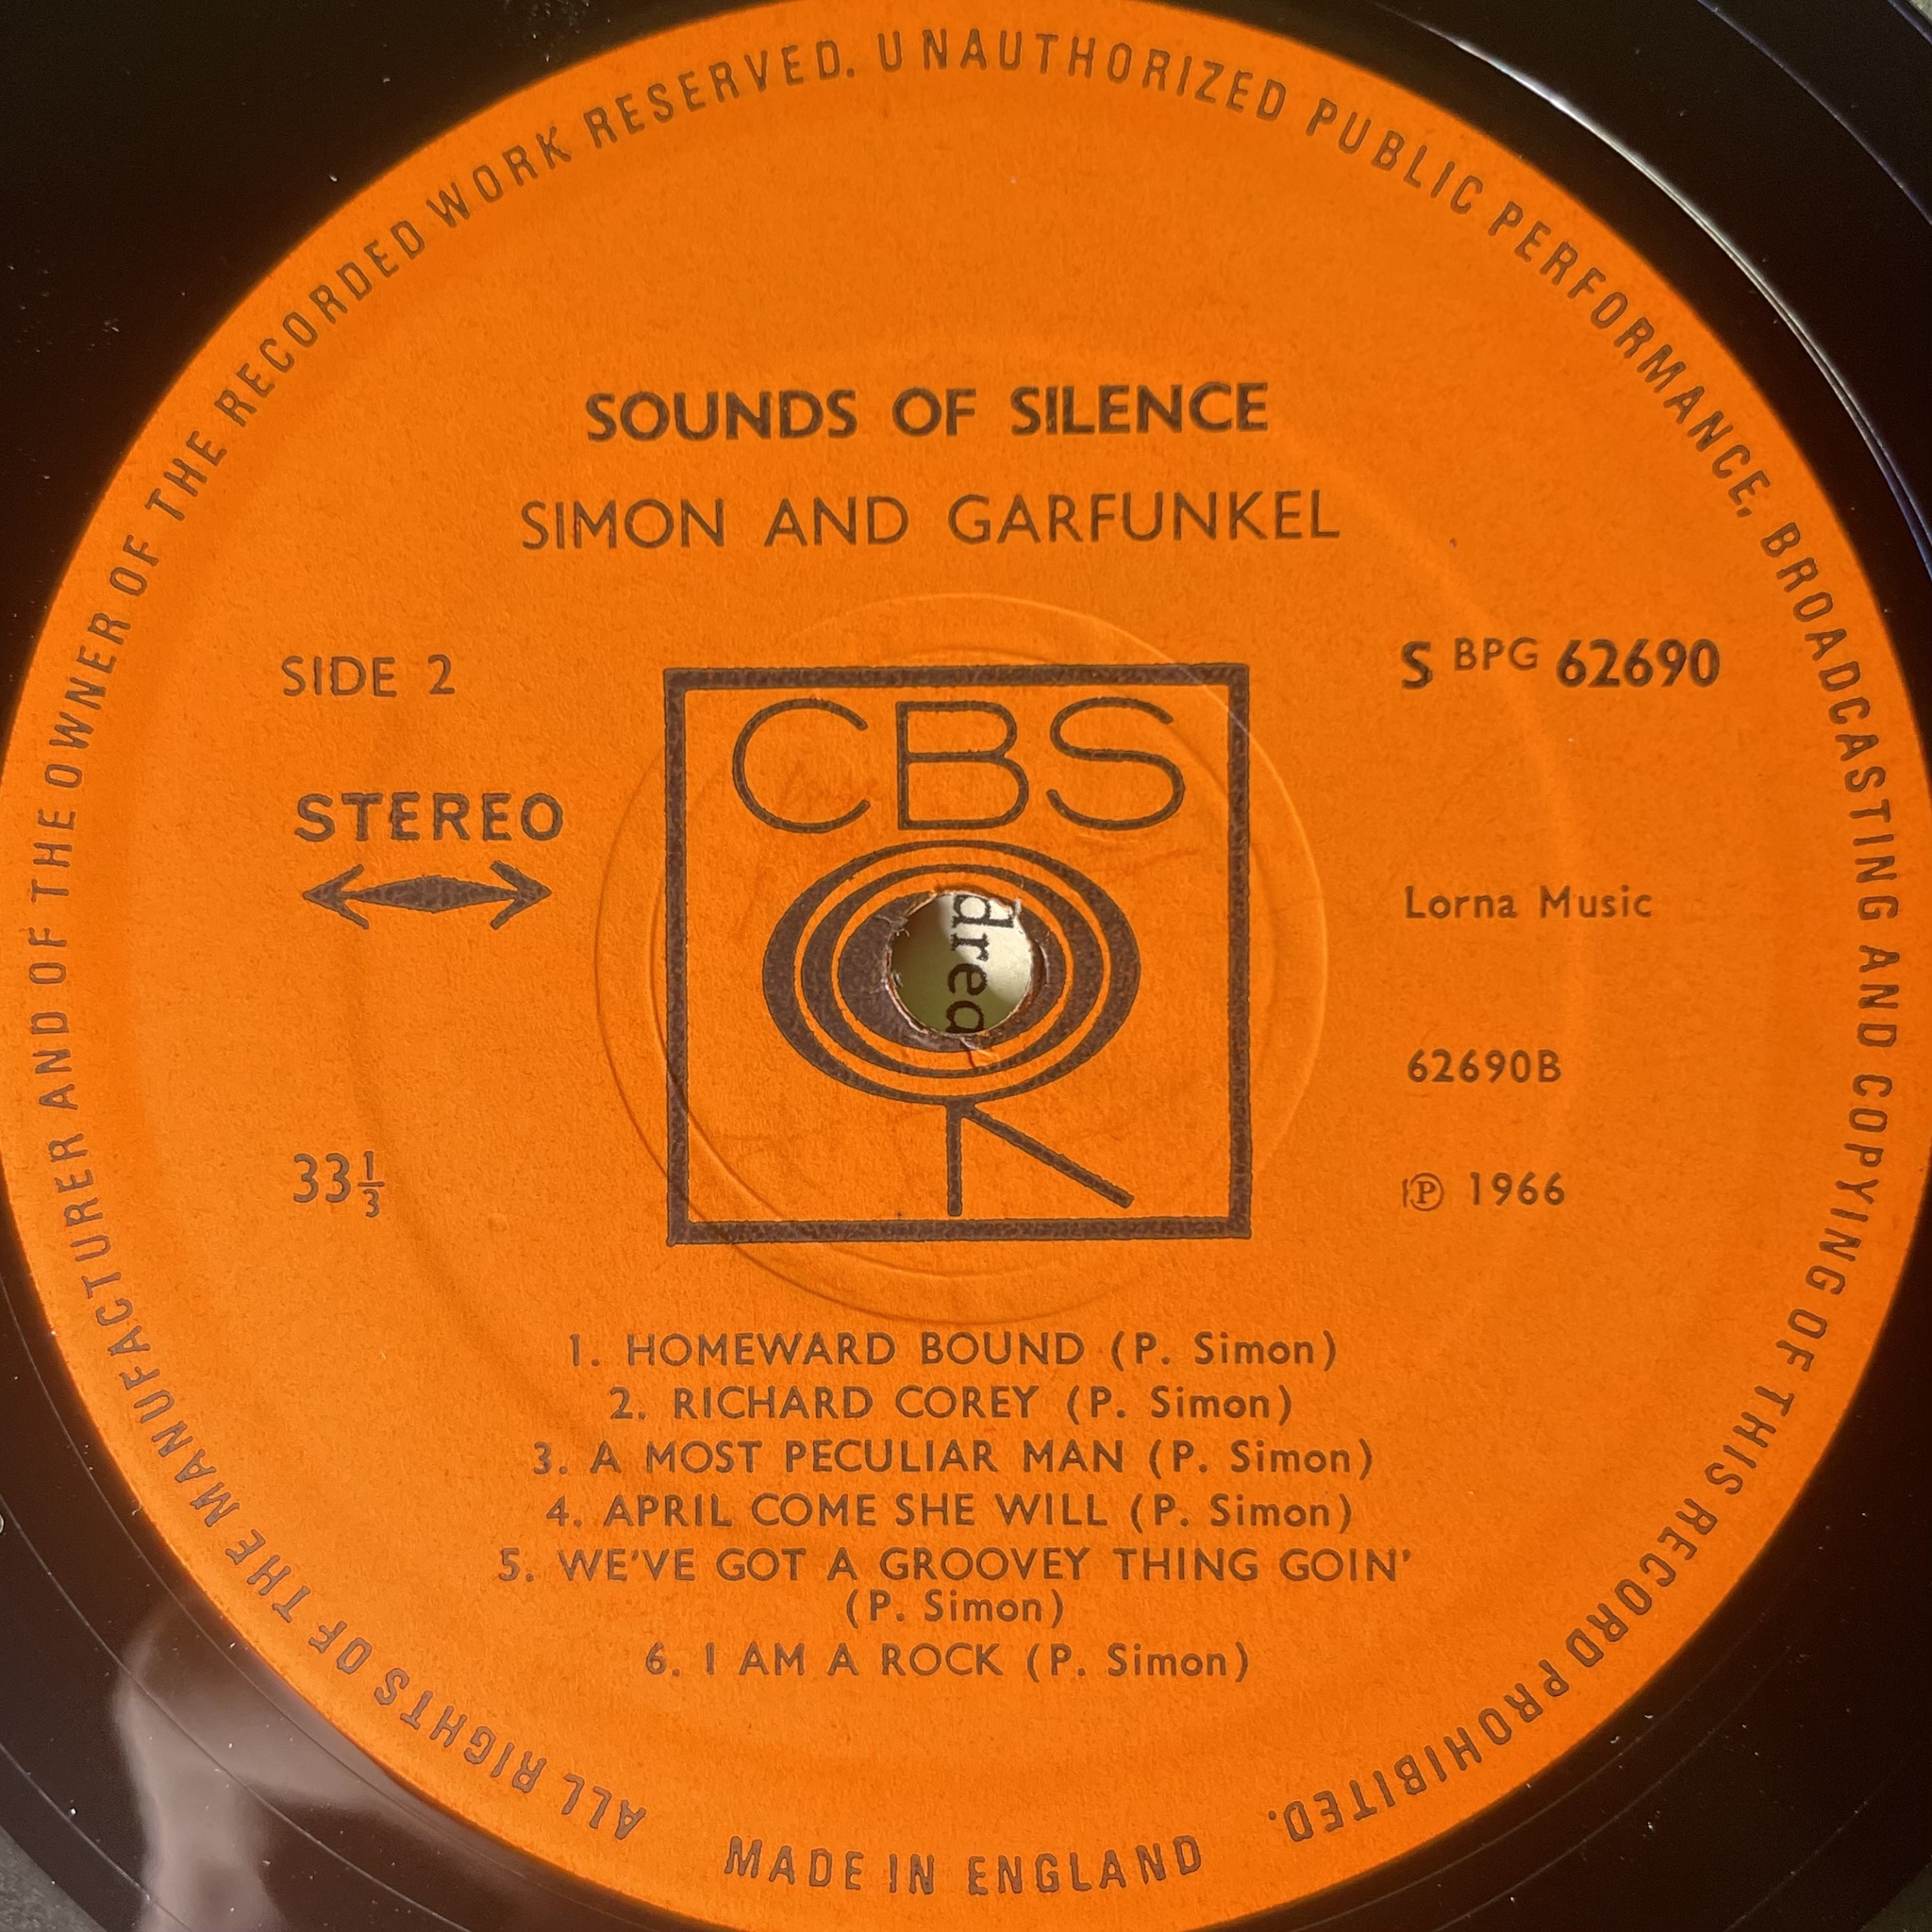 ALL RIGHTS OF THE MANUFACTURER AND OF THE OWNER OF THE RECORDED WORK RESERVED. UNAUTHORIZED PUBLIC PERFORMANCE, BROADCASTING AND COPYING OF THIS RECORD PROHIBITED.
SOUNDS OF SILENCE
SIMON AND GARFUNKEL
SIDE 2
S BPG 62690
CBS
STEREO
Lorna Music
drea
62690B
33⅓
℗ 1966
1. HOMEWARD BOUND (P. Simon)
2. RICHARD COREY (P. Simon)
3. A MOST PECULIAR MAN (P. Simon)
4. APRIL COME SHE WILL (P. Simon)
5. WE'VE GOT A GROOVEY THING GOIN'
(P. Simon)
6. I AM A ROCK (P. Simon)
MADE IN ENGLAND